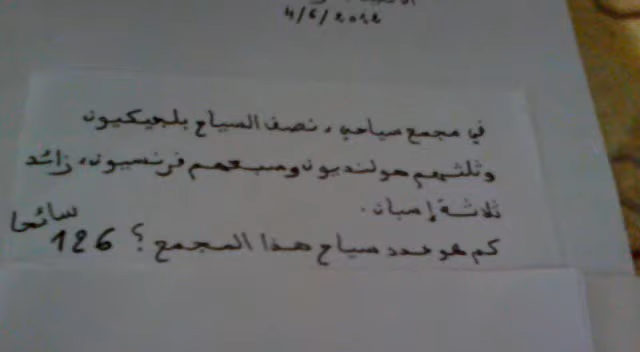 4/6/2012
في مجمع سياحي، نصف السياح بلجيكيون
وثلثهم هولنديون وسبعهم فرنسيون، زائد
ثلاثة إسبان.
كم هو عدد سياح هذا المجمع ؟ 126 سائحا